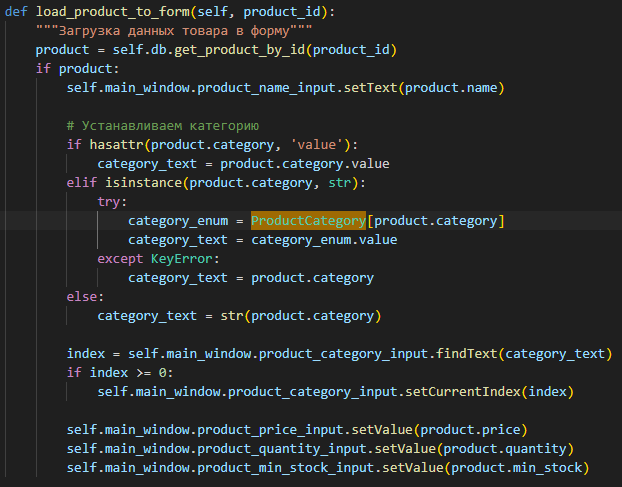 def load_product_to_form(self, product_id):
    """Загрузка данных товара в форму"""
    product = self.db.get_product_by_id(product_id)
    if product:
        self.main_window.product_name_input.setText(product.name)

        # Устанавливаем категорию
        if hasattr(product.category, 'value'):
            category_text = product.category.value
        elif isinstance(product.category, str):
            try:
                category_enum = ProductCategory[product.category]
                category_text = category_enum.value
            except KeyError:
                category_text = product.category
        else:
            category_text = str(product.category)

        index = self.main_window.product_category_input.findText(category_text)
        if index >= 0:
            self.main_window.product_category_input.setCurrentIndex(index)

        self.main_window.product_price_input.setValue(product.price)
        self.main_window.product_quantity_input.setValue(product.quantity)
        self.main_window.product_min_stock_input.setValue(product.min_stock)